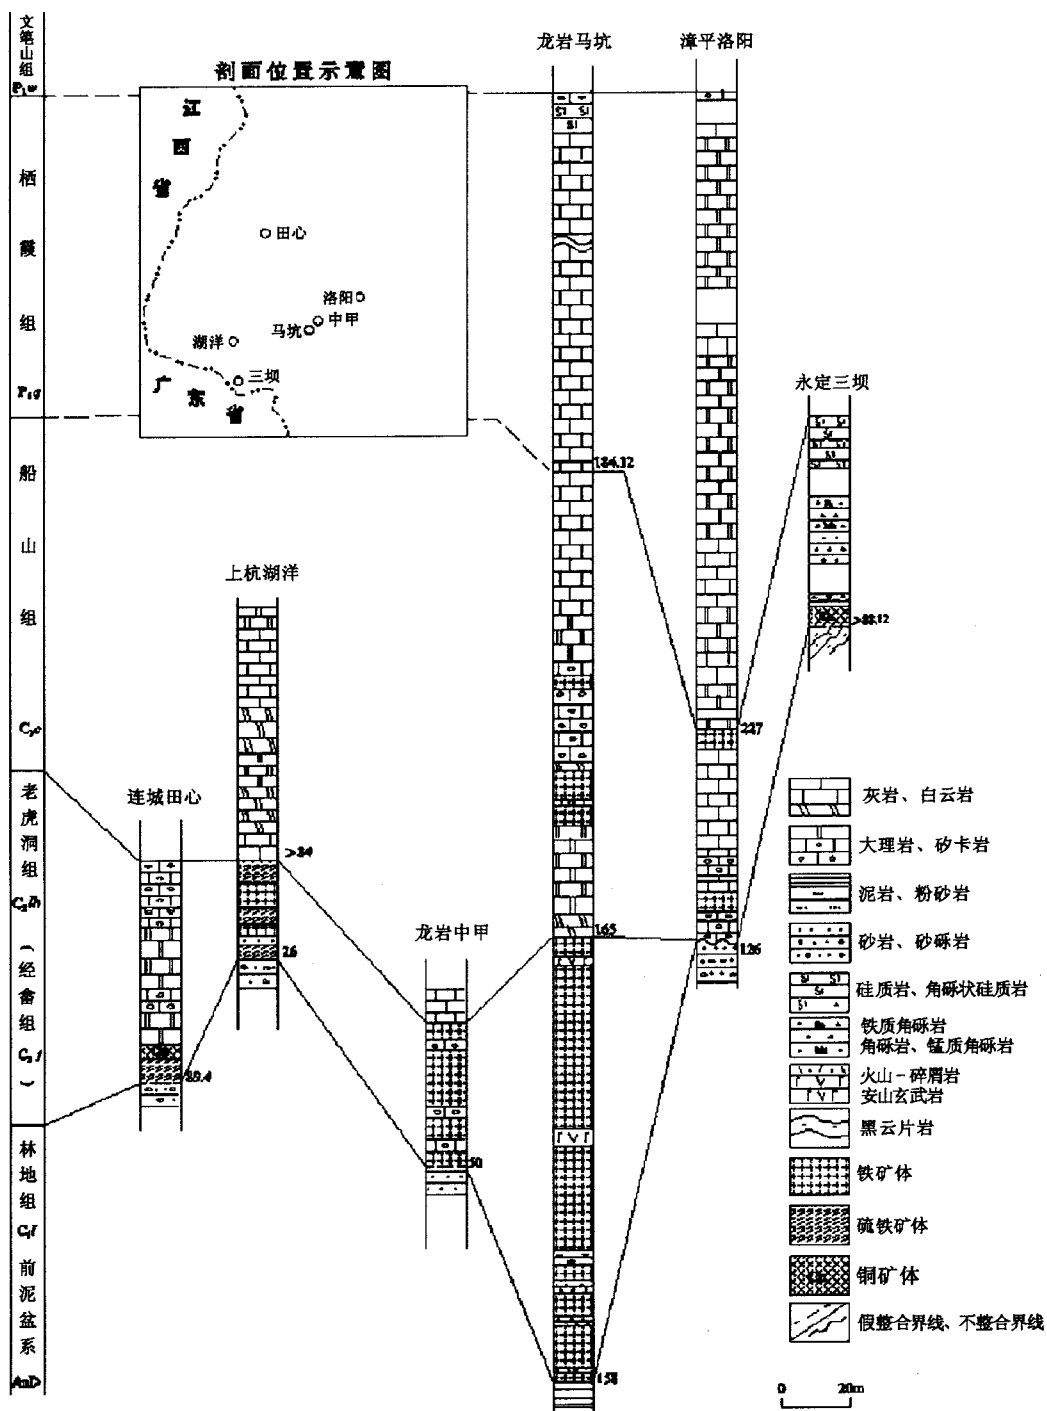 文笔山组
P₁w
栖霞组
P₁q
船山组
C₃c
老虎洞组
C₂lh
(经畲组
C₂j
)
林地组
C₁l
前泥盆系
AnD
剖面位置示意图
江西省
田心
洛阳
中甲
马坑
湖洋
三坝
广东省
龙岩马坑
漳平洛阳
永定三坝
上杭湖洋
连城田心
龙岩中甲
184.12
227
>88.12
>84
26
89.4
50
165
126
158
灰岩、白云岩
大理岩、矽卡岩
泥岩、粉砂岩
砂岩、砂砾岩
硅质岩、角砾状硅质岩
铁质角砾岩
角砾岩、锰质角砾岩
火山-碎屑岩
安山玄武岩
黑云片岩
铁矿体
硫铁矿体
铜矿体
假整合界线、不整合界线
0 20m